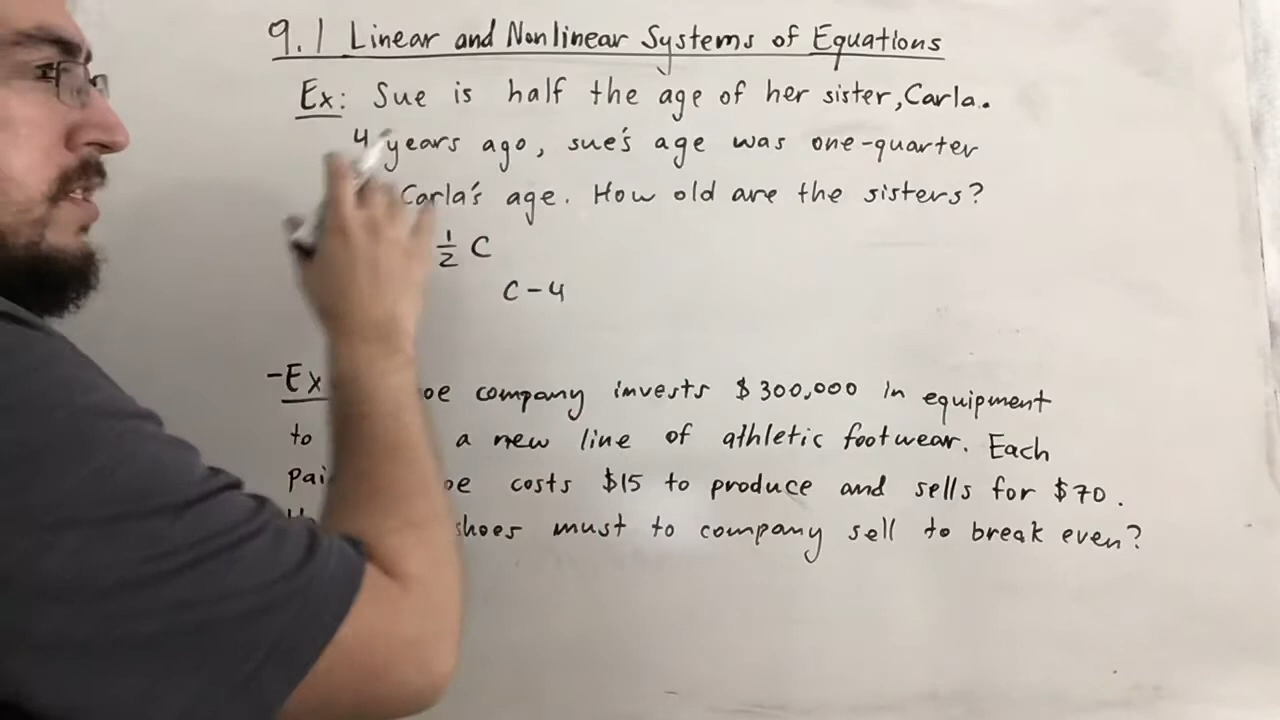 9.1 Linear and Nonlinear Systems of Equations
Ex: Sue is half the age of her sister, Carla.
4 years ago, sue's age was one-quarter
Carla's age. How old are the sisters?
1/2 C
C-4
-Ex company invests $300,000 in equipment
to a new line of athletic footwear. Each
costs $15 to produce and sells for $70.
shoes must to company sell to break even?